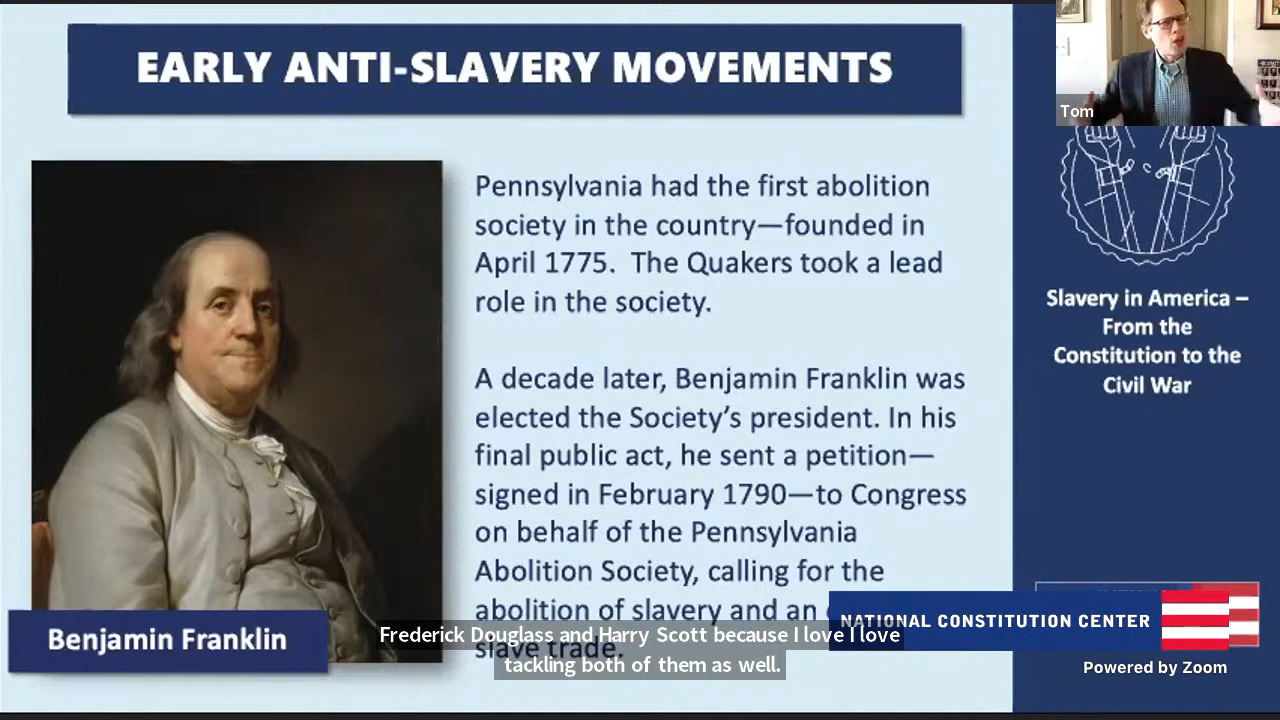 EARLY ANTI-SLAVERY MOVEMENTS
Tom
Pennsylvania had the first abolition
society in the country—founded in
April 1775.  The Quakers took a lead
role in the society.
A decade later, Benjamin Franklin was
elected the Society's president. In his
final public act, he sent a petition—
signed in February 1790—to Congress
on behalf of the Pennsylvania
Abolition Society, calling for the
abolition of slavery and an
slave trade.
Benjamin Franklin
Slavery in America –
From the
Constitution to the
Civil War
NATIONAL CONSTITUTION CENTER
Powered by Zoom
Frederick Douglass and Harry Scott because I love I love
tackling both of them as well.